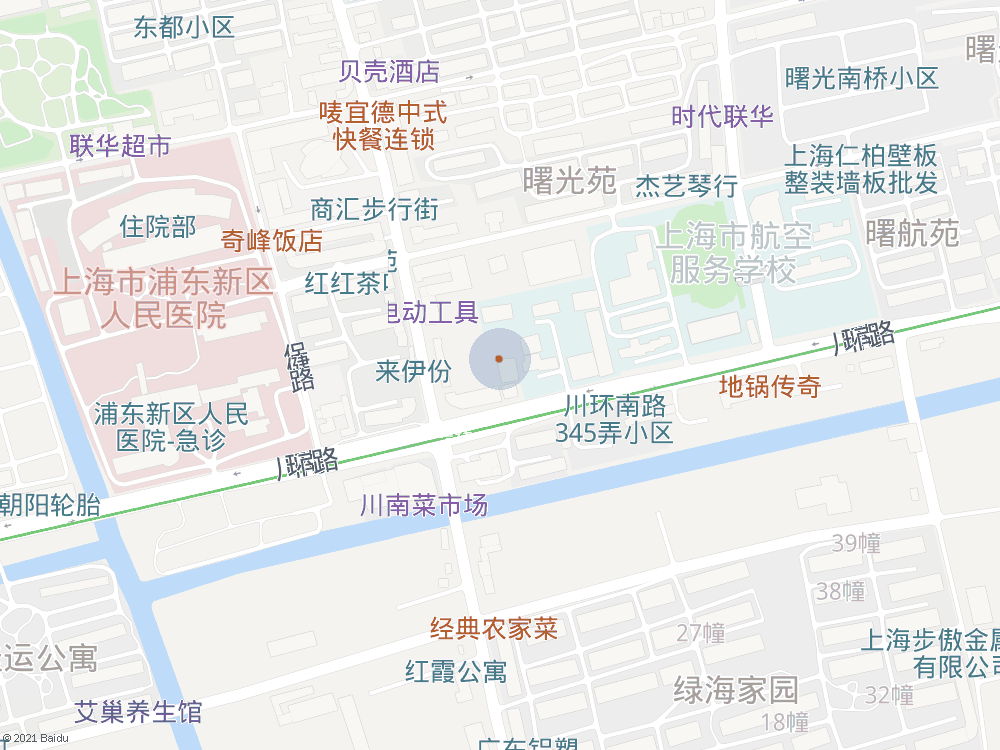 东都小区
贝壳酒店
曙光南桥小区
唛宜德中式
快餐连锁
时代联华
联华超市
上海仁柏壁板
整装墙板批发
曙光苑
杰艺琴行
商汇步行街
住院部
奇峰饭店
曙航苑
上海市航空
服务学校
上海市浦东新区
人民医院
红红茶
电动工具
保健路
来伊份
地锅传奇
浦东新区人民
医院-急诊
川环南路
345弄小区
朝阳轮胎
川南菜市场
39幢
38幢
27幢
经典农家菜
红霞公寓
运公寓
上海步傲金属
有限公司
绿海家园
32幢
18幢
艾巢养生馆
广东铝塑
© 2021 Baidu